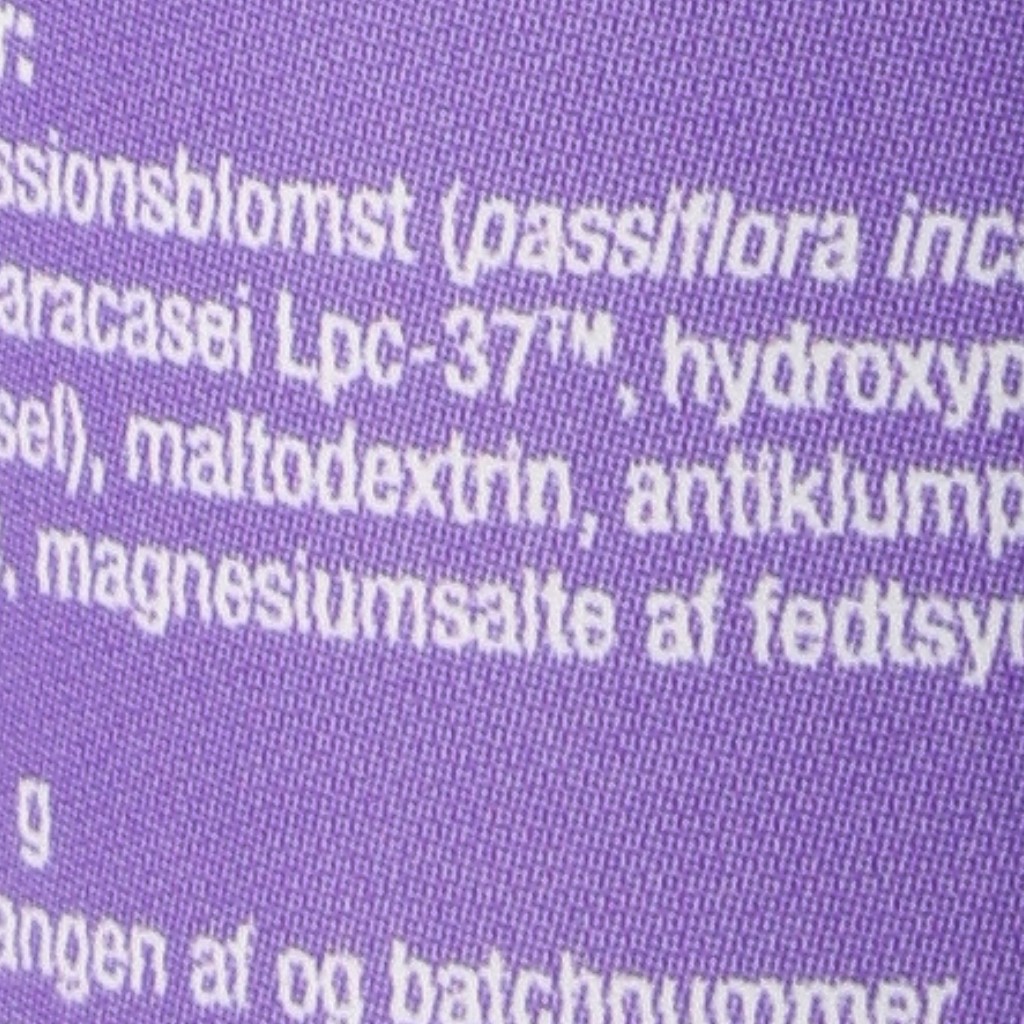 r:
ssionsblomst (passiflora inca
aracasei Lpc-37™, hydroxyp
sel), maltodextrin, antiklump
, magnesiumsalte af fedtsyr
g
angen af og batchnummer